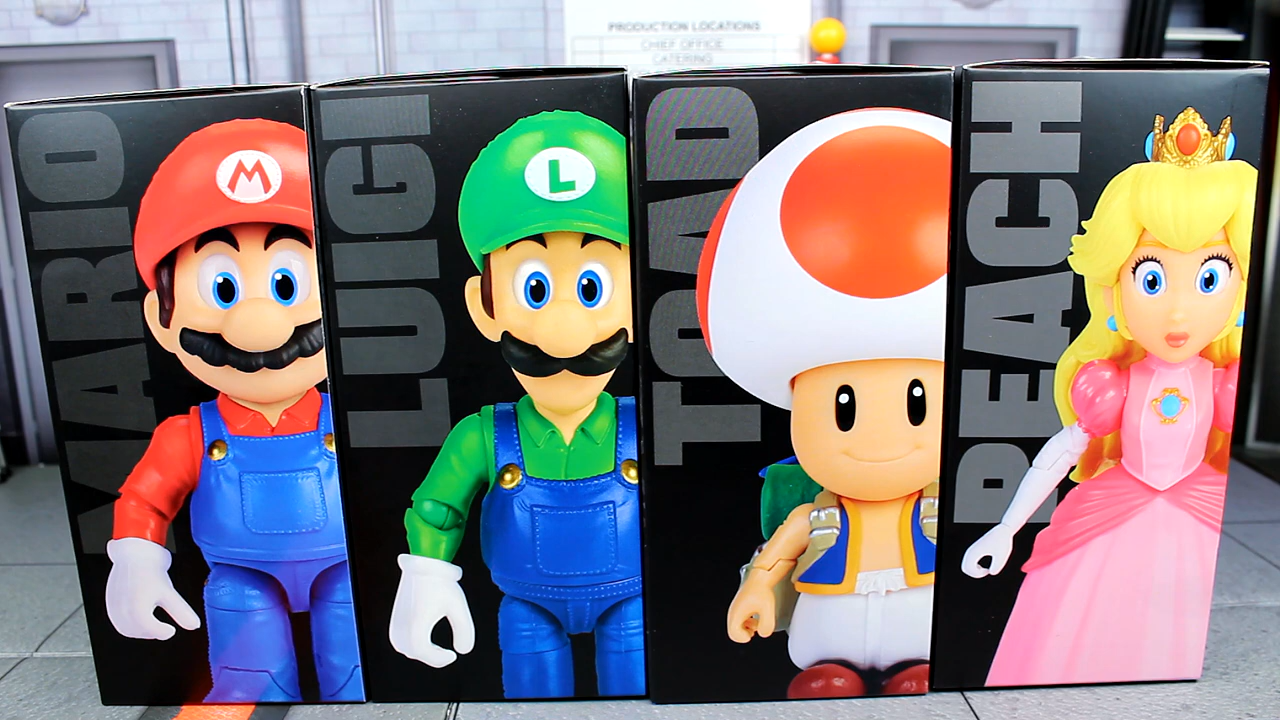 PRODUCTION LOCATIONS
CHIEF OFFICE
CATERING
MARIO
LUIGI
TOAD
PEACH
M
L